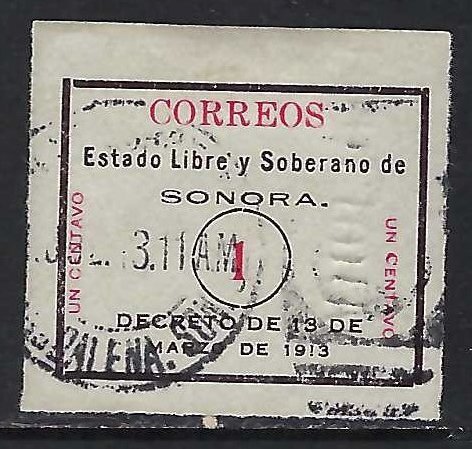 CORREOS
Estado Libre y Soberano de
SONORA.
UN CENTAVO
1
UN CENTAVO
3.11 AM
DECRETO DE 13 DE
MARZO DE 1913